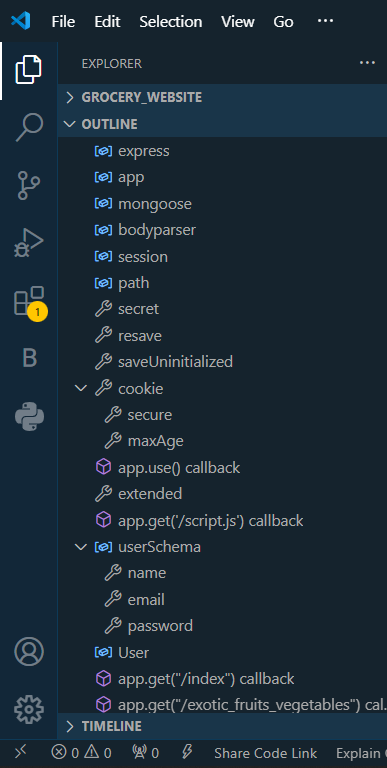 File Edit Selection View Go ···
EXPLORER ···
GROCERY_WEBSITE
OUTLINE
express
app
mongoose
bodyparser
session
path
secret
resave
saveUninitialized
cookie
secure
maxAge
app.use() callback
extended
app.get('/script.js') callback
userSchema
name
email
password
User
app.get("/index") callback
app.get("/exotic_fruits_vegetables") cal...
TIMELINE
1
B
0 0 0 Share Code Link Explain C